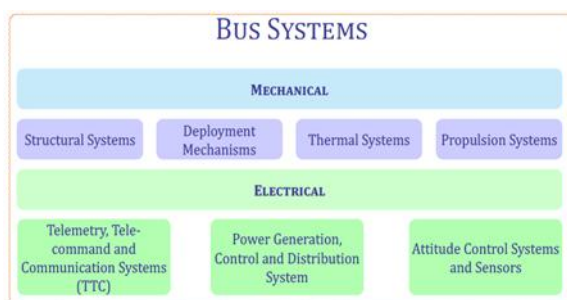 BUS SYSTEMS
MECHANICAL
Structural Systems
Deployment
Mechanisms
Thermal Systems
Propulsion Systems
ELECTRICAL
Telemetry, Tele-
command and
Communication Systems
(TTC)
Power Generation,
Control and Distribution
System
Attitude Control Systems
and Sensors